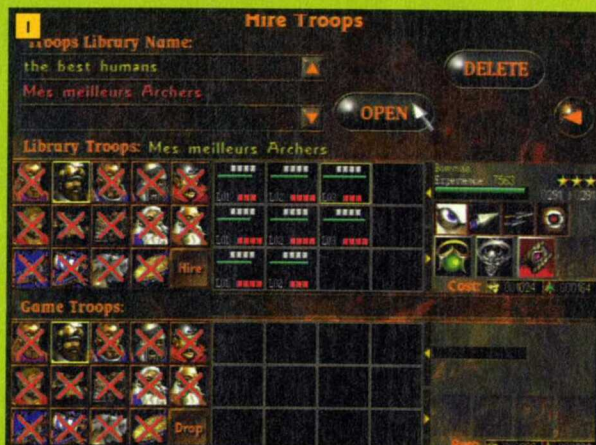 1
Hire Troops
Troops Library Name:
the best humans
Mes meilleurs Archers
DELETE
OPEN
Library Troops: Mes meilleurs Archers
Experience: 7563
Hire
Cost:
Game Troops:
Drop